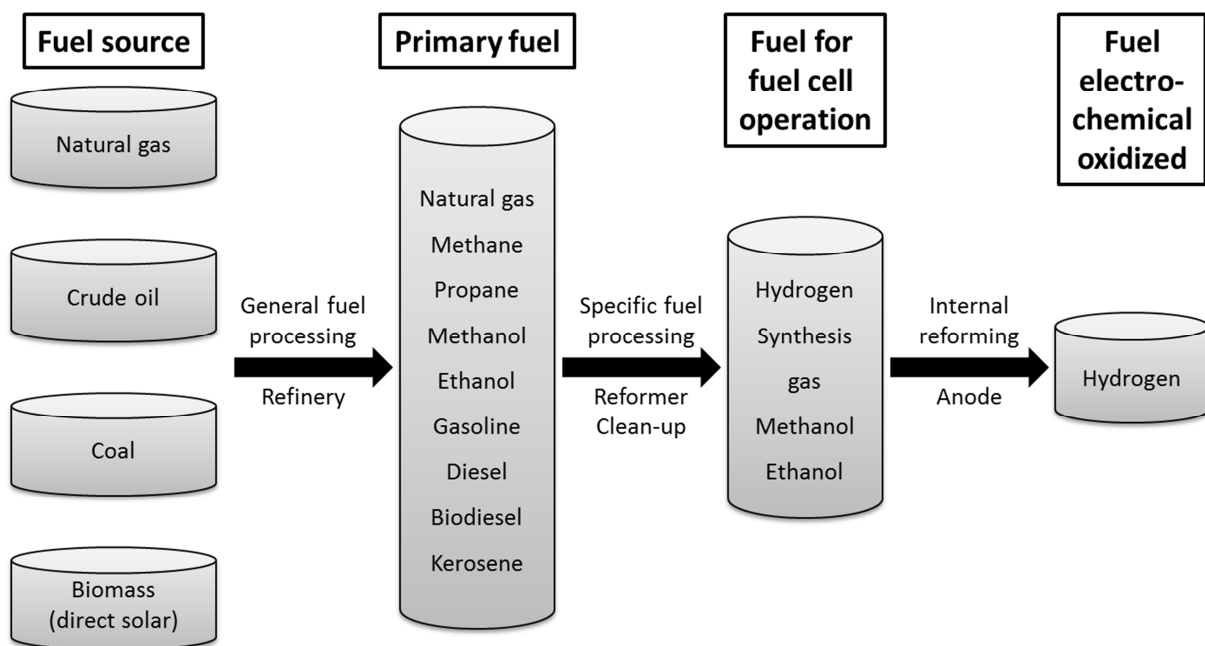 Fuel source
Natural gas
Crude oil
Coal
Biomass
(direct solar)
General fuel
processing
Refinery
Primary fuel
Natural gas
Methane
Propane
Methanol
Ethanol
Gasoline
Diesel
Biodiesel
Kerosene
Specific fuel
processing
Reformer
Clean-up
Fuel for
fuel cell
operation
Hydrogen
Synthesis
gas
Methanol
Ethanol
Internal
reforming
Anode
Fuel
electro-
chemical
oxidized
Hydrogen